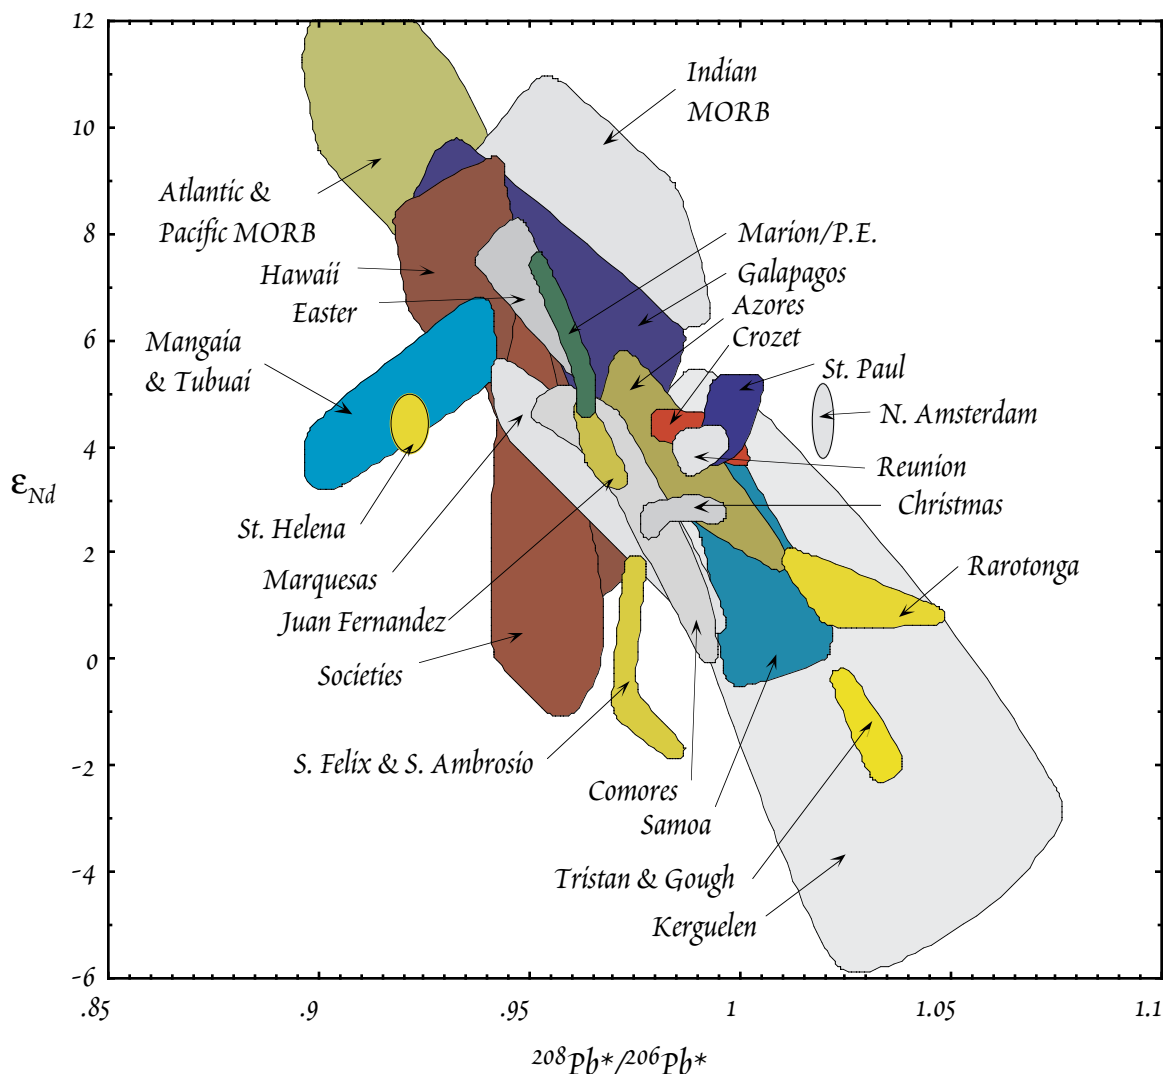 12
Indian
MORB
10
Atlantic &
Pacific MORB
8
Marion/P.E.
Hawaii
Galapagos
Easter
Azores
Crozet
6
Mangaia
& Tubuai
St. Paul
N. Amsterdam
4
Reunion
εNd
Christmas
St. Helena
2
Marquesas
Rarotonga
Juan Fernandez
0
Societies
S. Felix & S. Ambrosio
-2
Comores
Samoa
-4
Tristan & Gough
Kerguelen
-6
.85 .9 .95 1 1.05 1.1
²⁰⁸Pb*/²⁰⁶Pb*